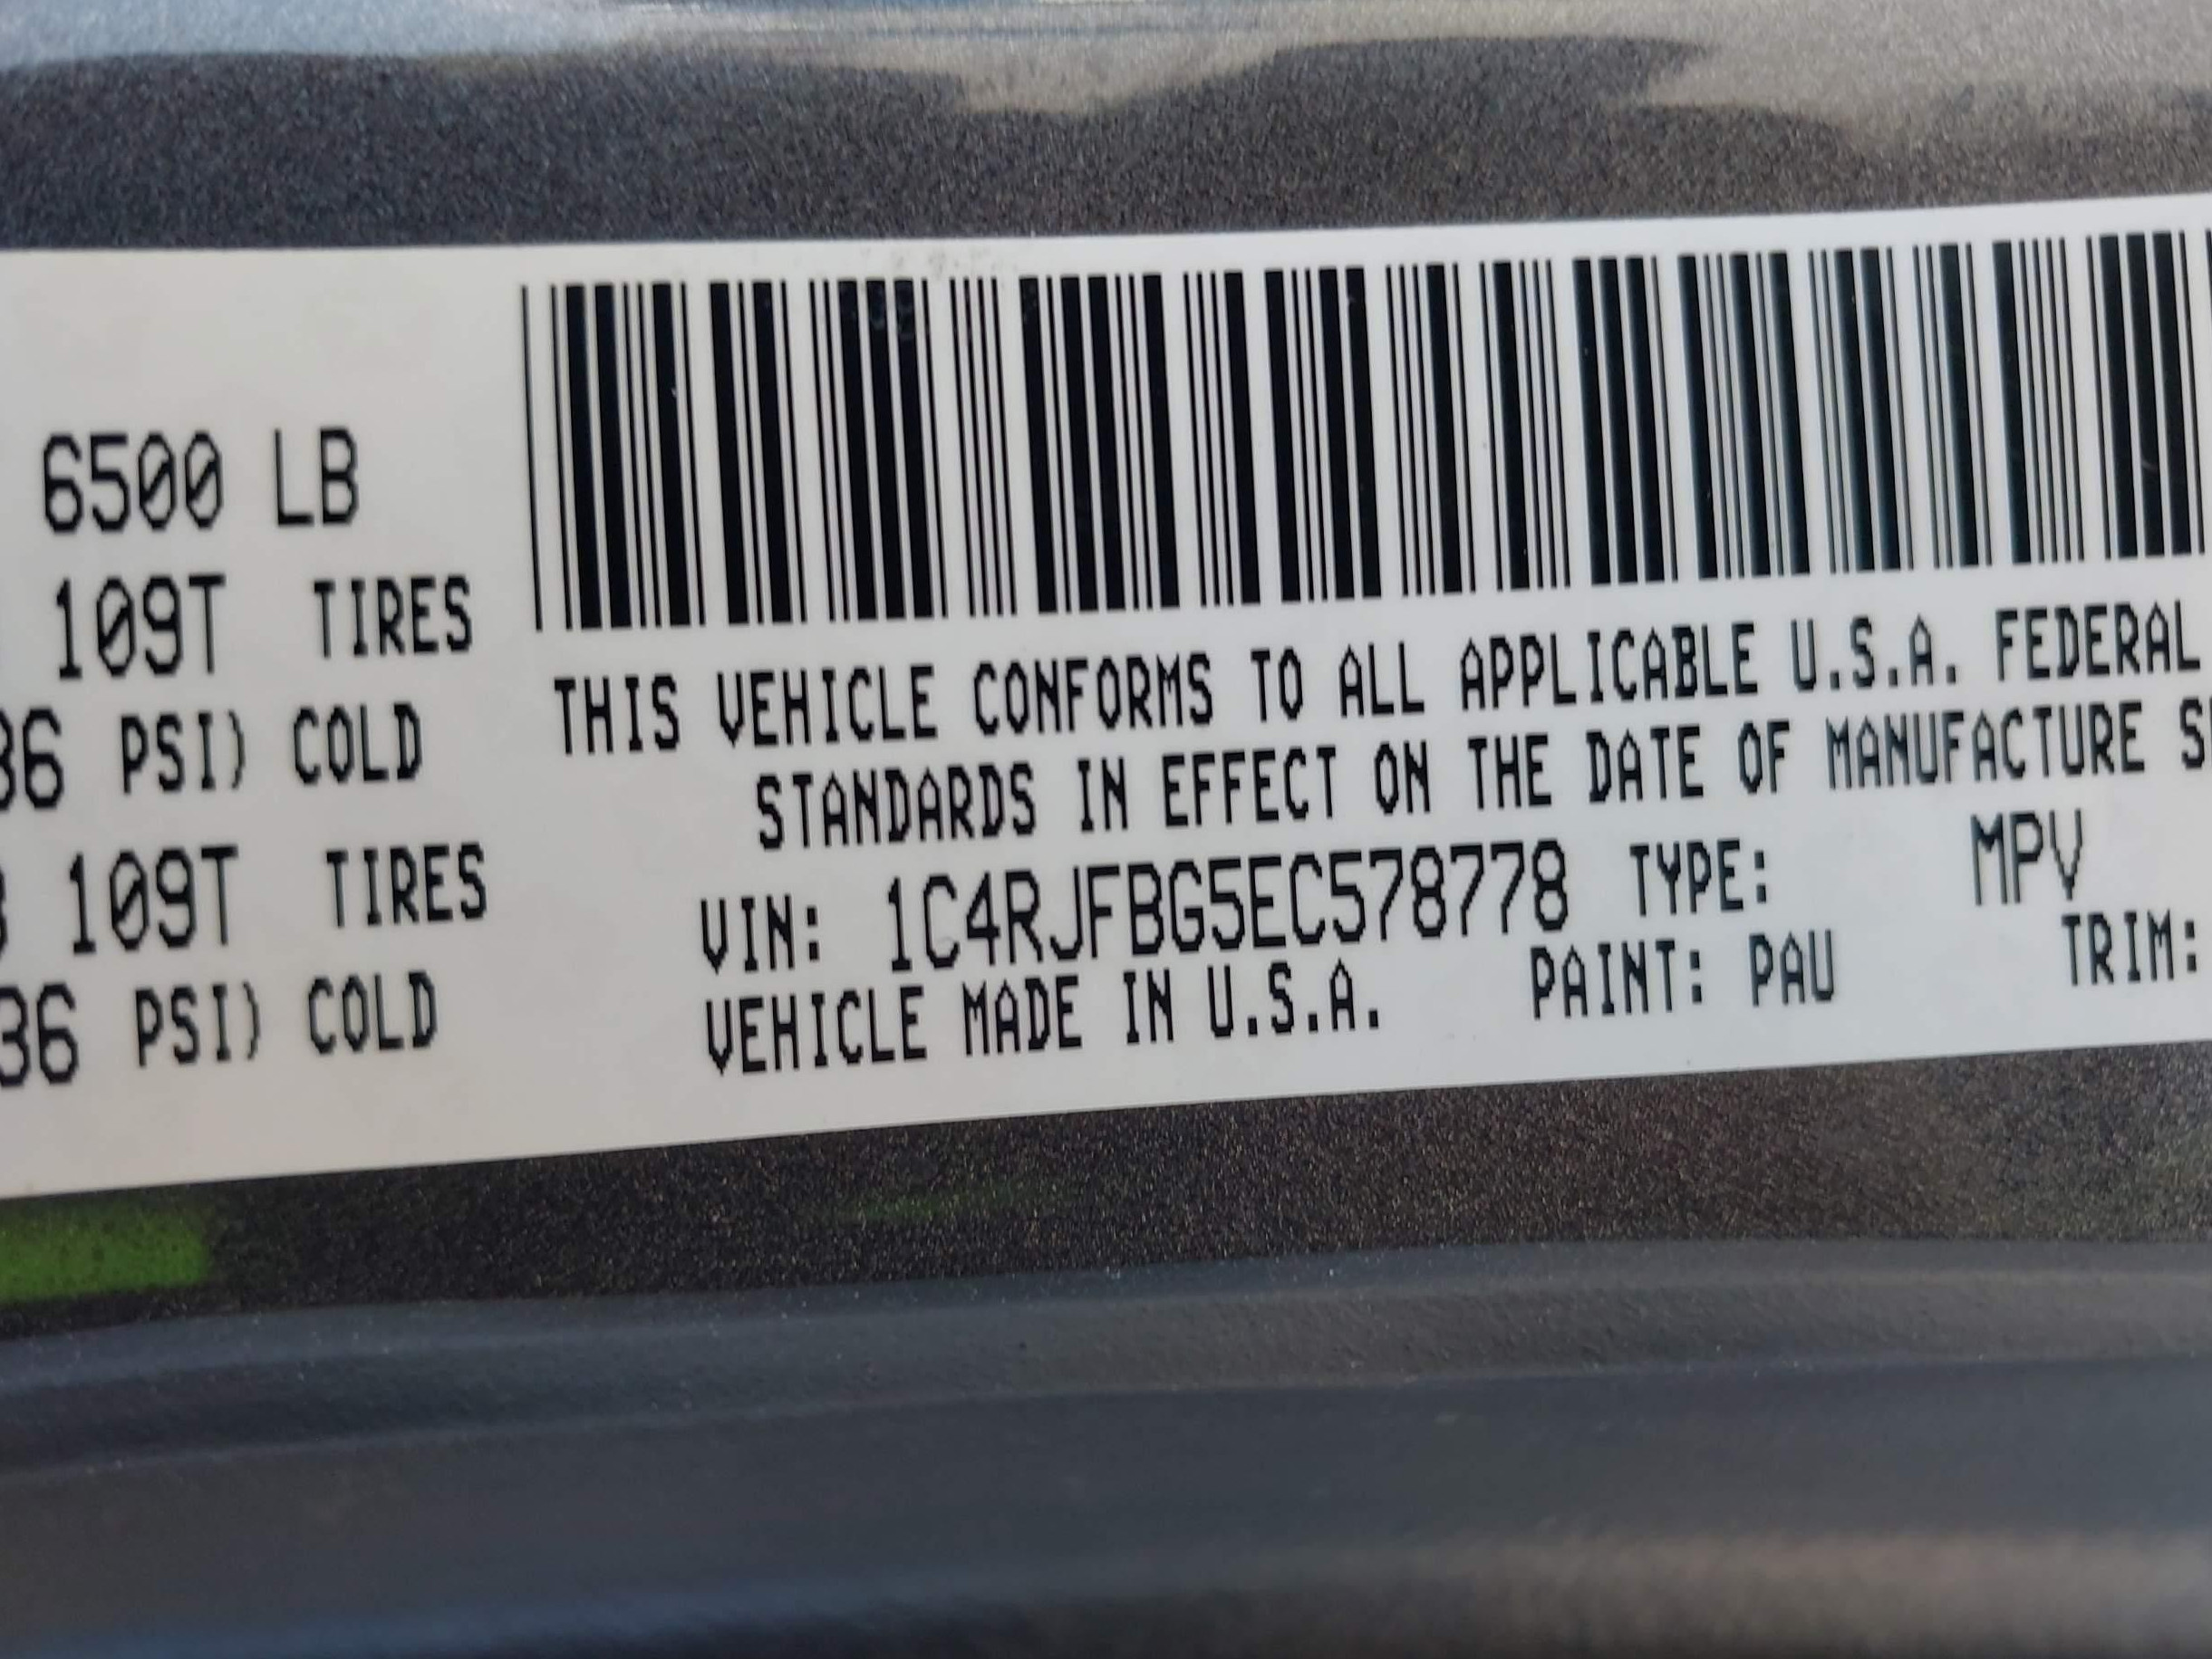 6500 LB
109T TIRES
36 PSI) COLD
109T TIRES
36 PSI) COLD
THIS VEHICLE CONFORMS TO ALL APPLICABLE U.S.A. FEDERAL
STANDARDS IN EFFECT ON THE DATE OF MANUFACTURE
VIN: 1C4RJFBG5EC578778 TYPE: MPV
VEHICLE MADE IN U.S.A. PAINT: PAU TRIM: